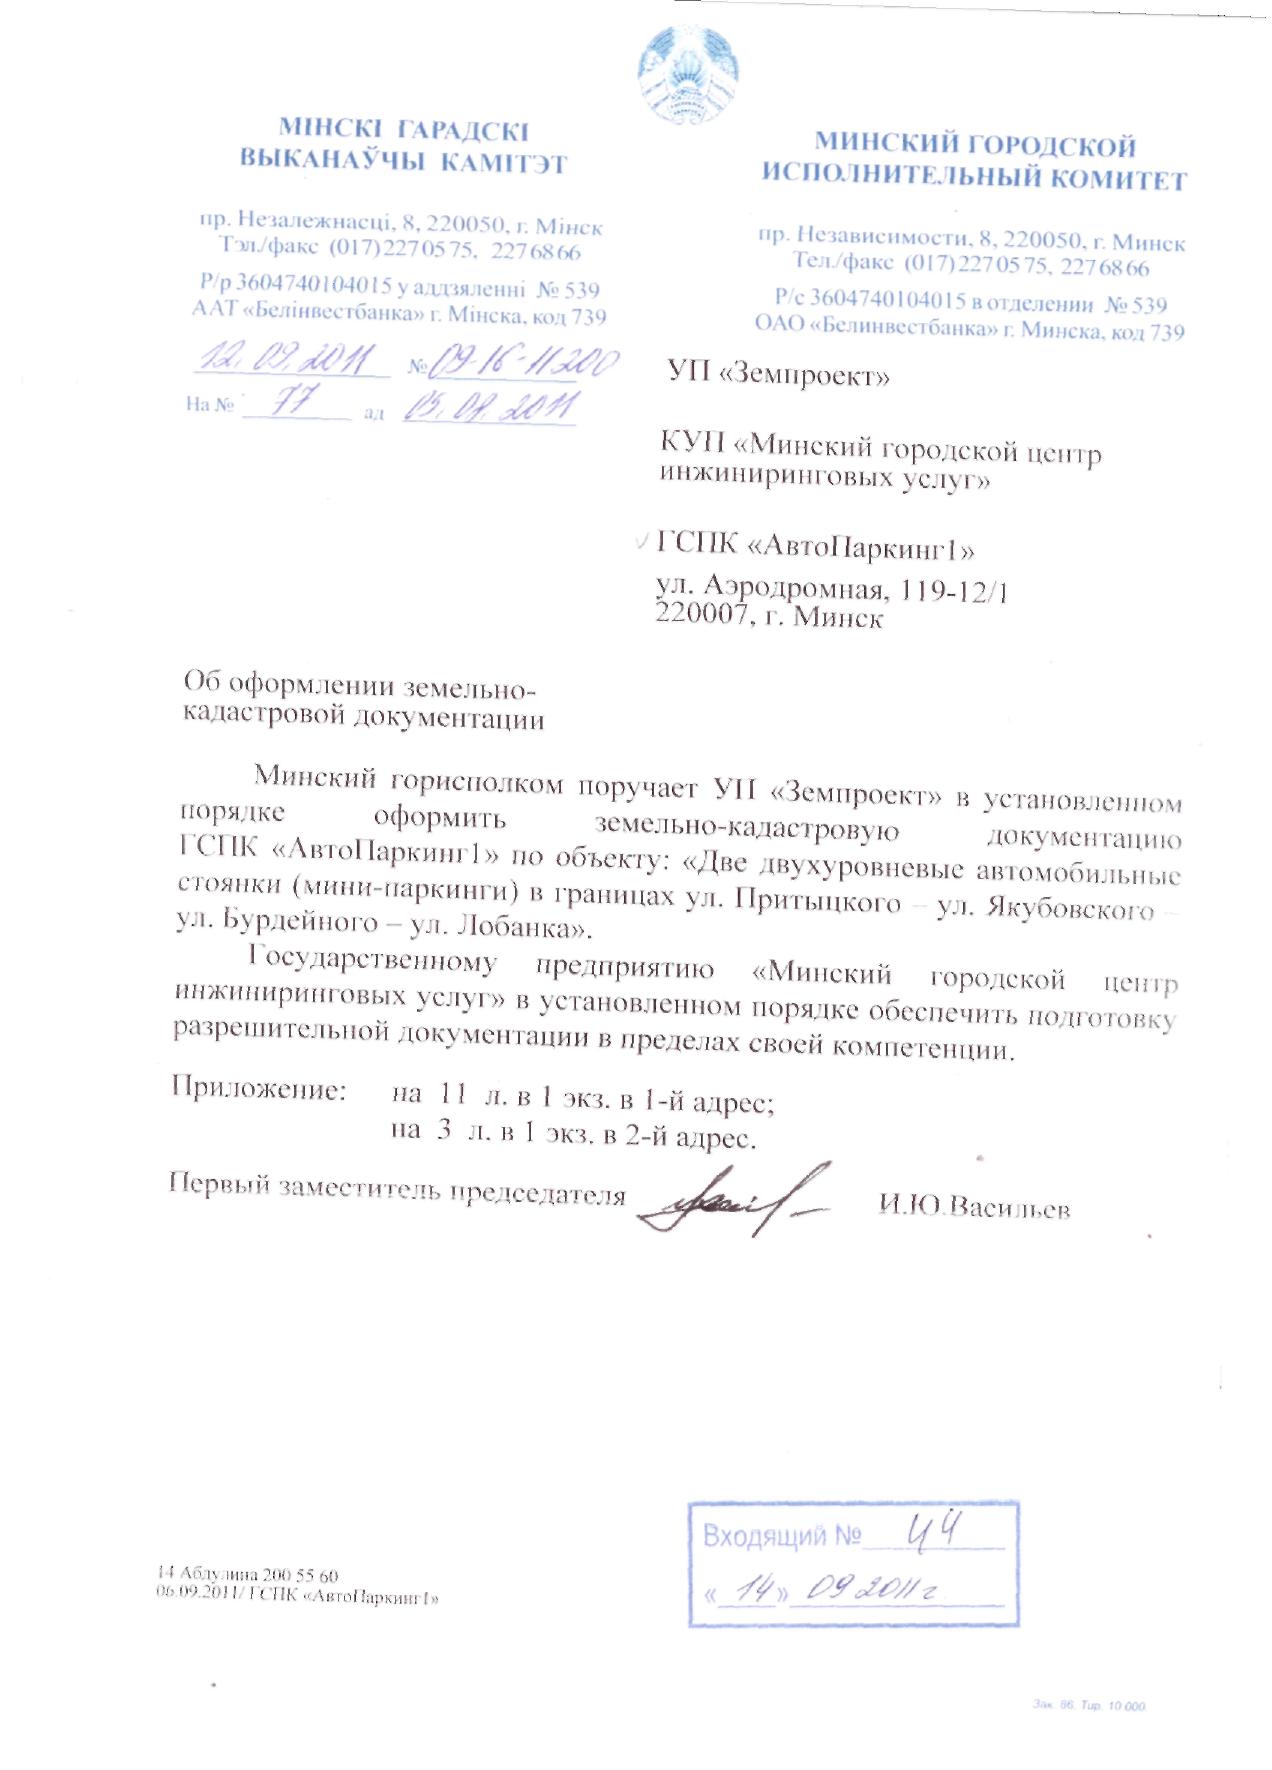 МІНСКІ ГАРАДСКІ
ВЫКАНАЎЧЫ КАМІТЭТ
пр. Незалежнасці, 8, 220050, г. Мінск
Тэл./факс (017) 227 05 75, 227 68 66
Р/р 3604740104015 у аддзяленні № 539
ААТ «Белінвестбанка» г. Мінска, код 739
12.09.2011 № 09-16-11200
На № 77 ад 05.09.2011
МИНСКИЙ ГОРОДСКОЙ
ИСПОЛНИТЕЛЬНЫЙ КОМИТЕТ
пр. Независимости, 8, 220050, г. Минск
Тел./факс (017) 227 05 75, 227 68 66
Р/с 3604740104015 в отделении № 539
ОАО «Белинвестбанка» г. Минска, код 739
УП «Земпроект»
КУП «Минский городской центр
инжиниринговых услуг»
ГСПК «АвтоПаркинг1»
ул. Аэродромная, 119-12/1
220007, г. Минск
Об оформлении земельно-
кадастровой документации
Минский горисполком поручает УП «Земпроект» в установленном
порядке оформить земельно-кадастровую документацию
ГСПК «АвтоПаркинг1» по объекту: «Две двухуровневые автомобильные
стоянки (мини-паркинги) в границах ул. Притыцкого – ул. Якубовского –
ул. Бурдейного – ул. Лобанка».
Государственному предприятию «Минский городской центр
инжиниринговых услуг» в установленном порядке обеспечить подготовку
разрешительной документации в пределах своей компетенции.
Приложение: на 11 л. в 1 экз. в 1-й адрес;
на 3 л. в 1 экз. в 2-й адрес.
Первый заместитель председателя И.Ю.Васильев
14 Абдулина 200 55 60
06.09.2011/ ГСПК «АвтоПаркинг1»
Входящий № 44
«14» 09 2011 г
Зак. 86. Тир. 10 000.